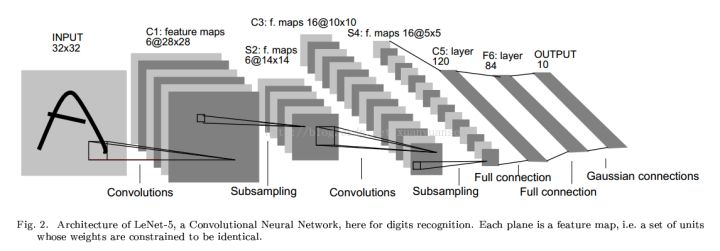 INPUT
32x32
C1: feature maps
6@28x28
S2: f. maps
6@14x14
C3: f. maps 16@10x10
S4: f. maps 16@5x5
C5: layer
120
F6: layer
84
OUTPUT
10
Convolutions
Subsampling
Convolutions
Subsampling
Full connection
Full connection
Gaussian connections
Fig. 2. Architecture of LeNet-5, a Convolutional Neural Network, here for digits recognition. Each plane is a feature map, i.e. a set of units
whose weights are constrained to be identical.